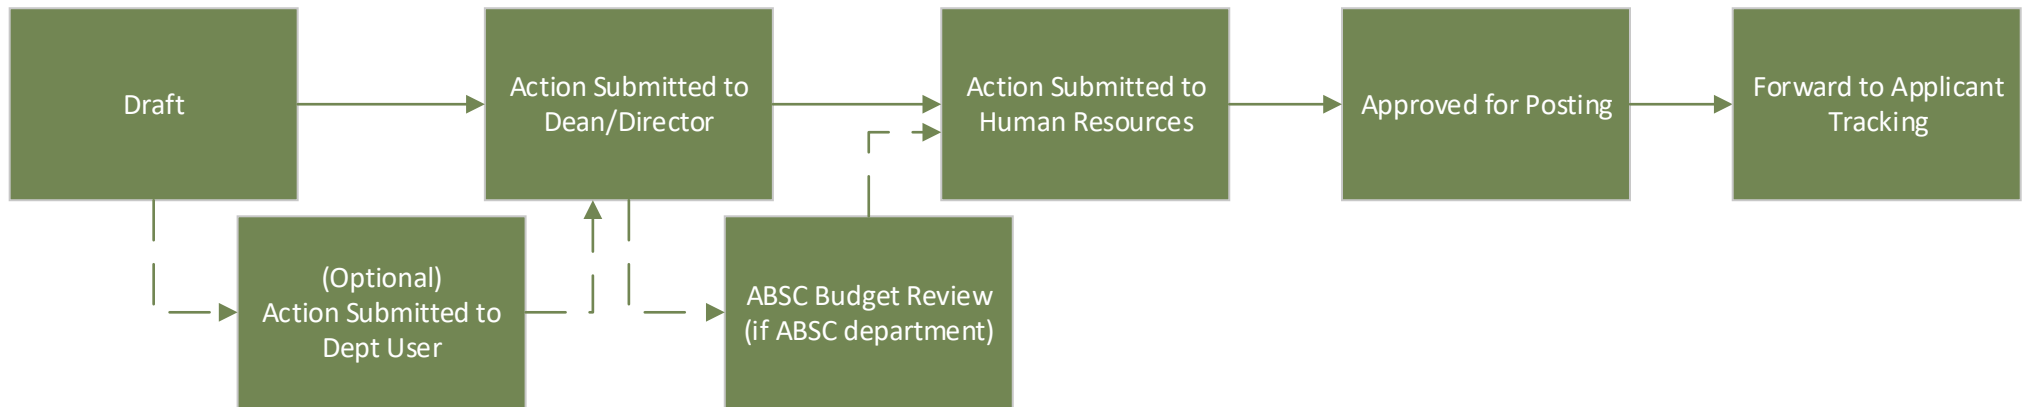 Draft
Action Submitted to
Dean/Director
Action Submitted to
Human Resources
Approved for Posting
Forward to Applicant
Tracking
(Optional)
Action Submitted to
Dept User
ABSC Budget Review
(if ABSC department)